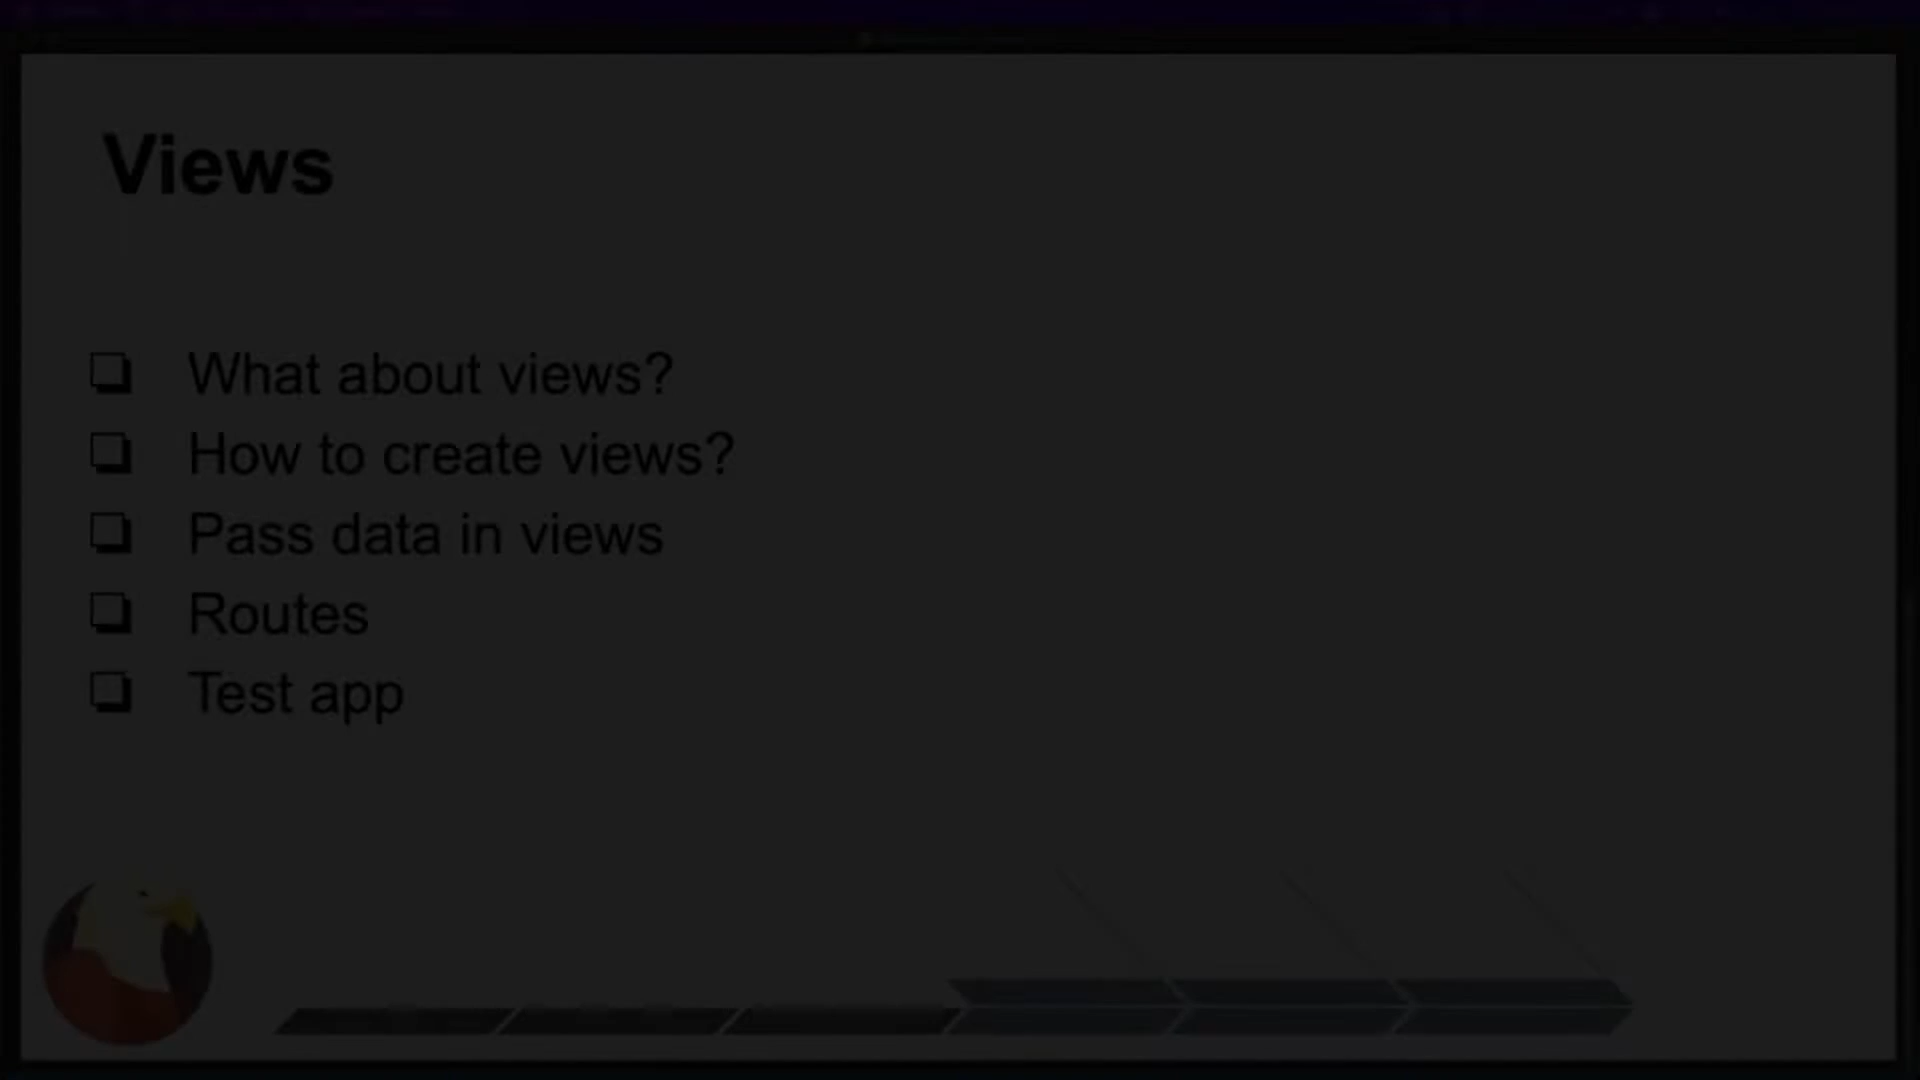 Views
What about views?
How to create views?
Pass data in views
Routes
Test app